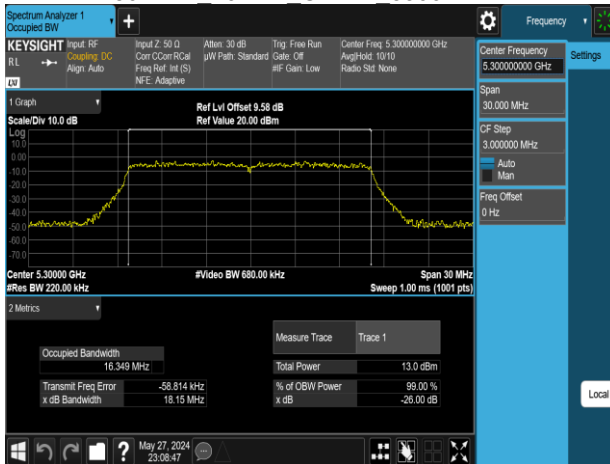 Spectrum Analyzer 1
Occupied BW
Frequency
KEYSIGHT
RL
LXI
Input: RF
Coupling: DC
Align: Auto
Input Z: 50 Ω
Corr CCorr RCal
Freq Ref: Int (S)
NFE: Adaptive
Atten: 30 dB
µW Path: Standard
Trig: Free Run
Gate: Off
#IF Gain: Low
Center Freq: 5.300000000 GHz
Avg|Hold: 10/10
Radio Std: None
Center Frequency
5.300000000 GHz
Settings
Span
30.000 MHz
CF Step
3.000000 MHz
Auto
Man
Freq Offset
0 Hz
Local
1 Graph
Scale/Div 10.0 dB
Ref Lvl Offset 9.58 dB
Ref Value 20.00 dBm
Log
10.0
0.00
-10.0
-20.0
-30.0
-40.0
-50.0
-60.0
-70.0
Center 5.30000 GHz
#Res BW 220.00 kHz
#Video BW 680.00 kHz
Span 30 MHz
Sweep 1.00 ms (1001 pts)
2 Metrics
Measure Trace
Trace 1
Occupied Bandwidth
16.349 MHz
Total Power
13.0 dBm
Transmit Freq Error
-58.814 kHz
% of OBW Power
99.00 %
x dB Bandwidth
18.15 MHz
x dB
-26.00 dB
May 27, 2024
23:08:47